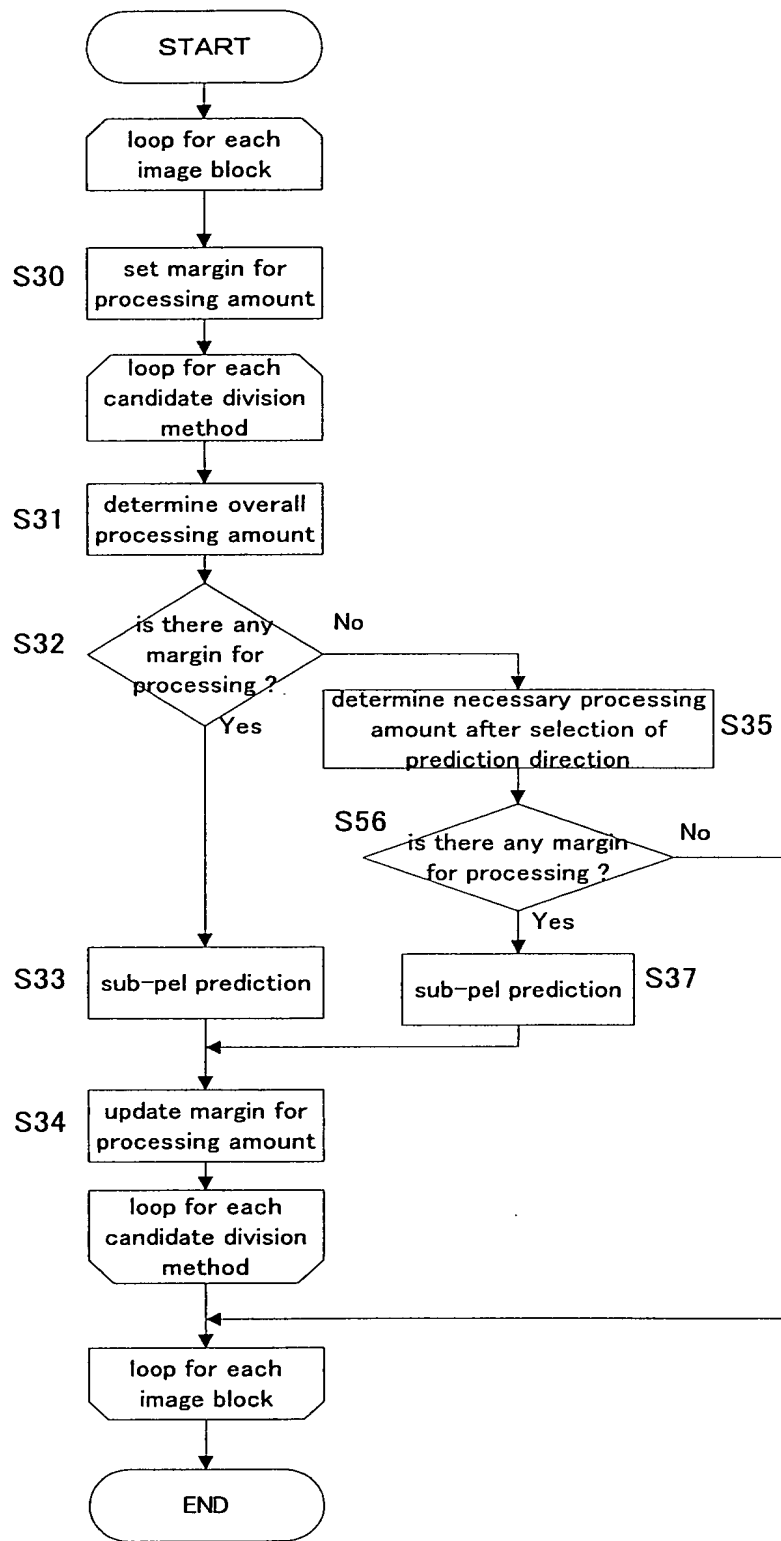 START
loop for each
image block
S30
set margin for
processing amount
loop for each
candidate division
method
S31
determine overall
processing amount
S32
is there any
margin for
processing ?
No
Yes
determine necessary processing
amount after selection of
prediction direction
S35
S56
is there any margin
for processing ?
No
Yes
S33
sub-pel prediction
sub-pel prediction
S37
S34
update margin for
processing amount
loop for each
candidate division
method
loop for each
image block
END